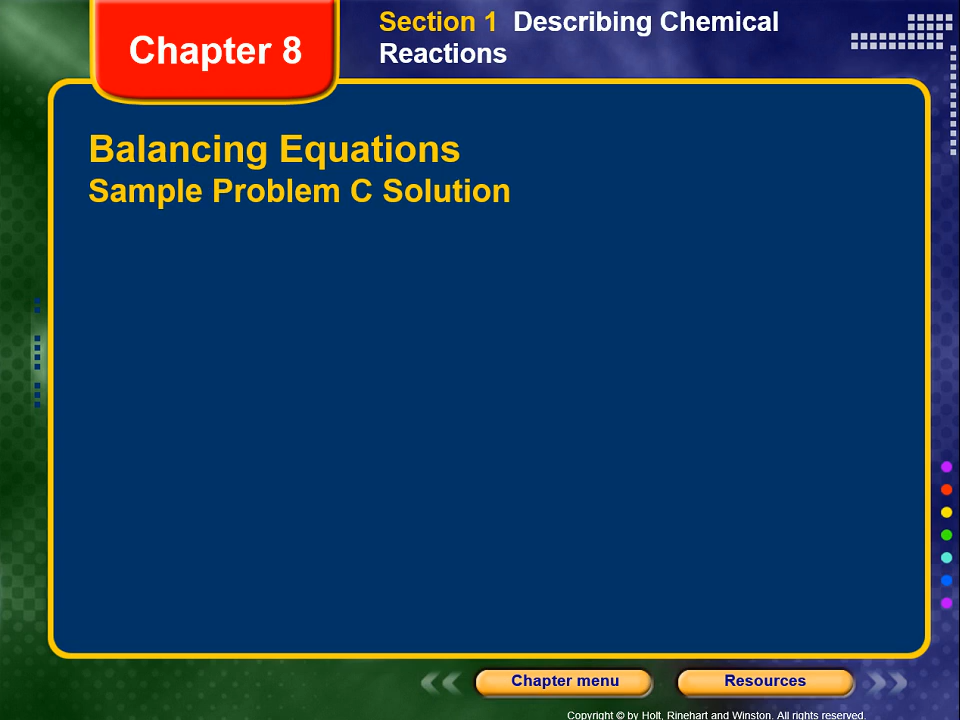 Chapter 8
Section 1 Describing Chemical
Reactions
Balancing Equations
Sample Problem C Solution
Chapter menu
Resources
Copyright © by Holt, Rinehart and Winston. All rights reserved.